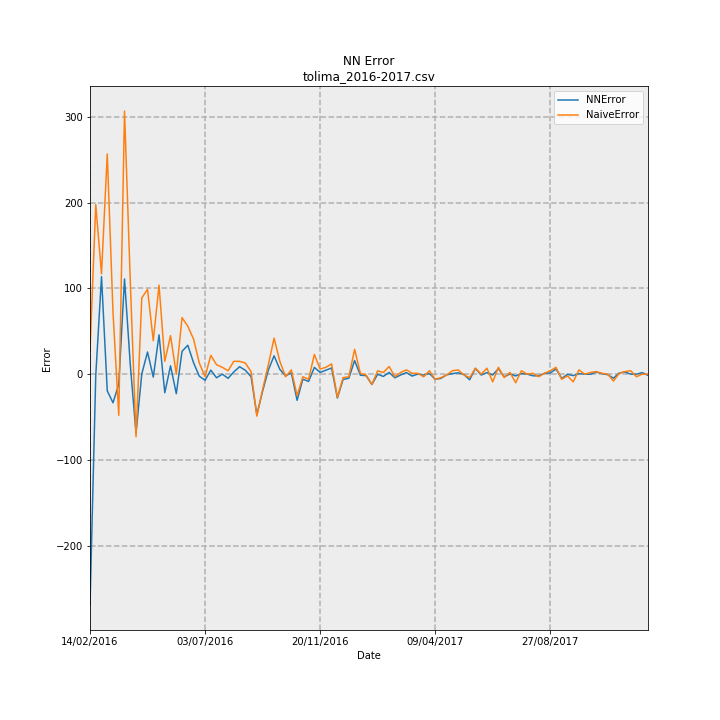 NN Error
tolima_2016-2017.csv
NNError
NaiveError
300
200
100
0
−100
−200
Error
14/02/2016
03/07/2016
20/11/2016
09/04/2017
27/08/2017
Date